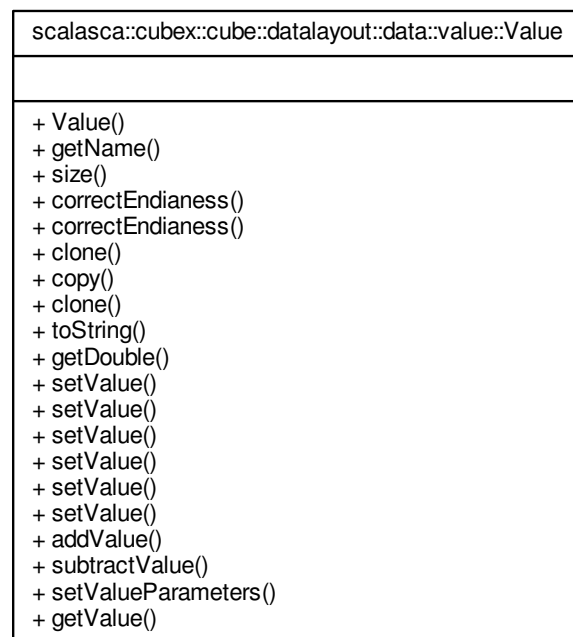 scalasca::cubex::cube::datalayout::data::value::Value
+ Value()
+ getName()
+ size()
+ correctEndianess()
+ correctEndianess()
+ clone()
+ copy()
+ clone()
+ toString()
+ getDouble()
+ setValue()
+ setValue()
+ setValue()
+ setValue()
+ setValue()
+ setValue()
+ addValue()
+ subtractValue()
+ setValueParameters()
+ getValue()